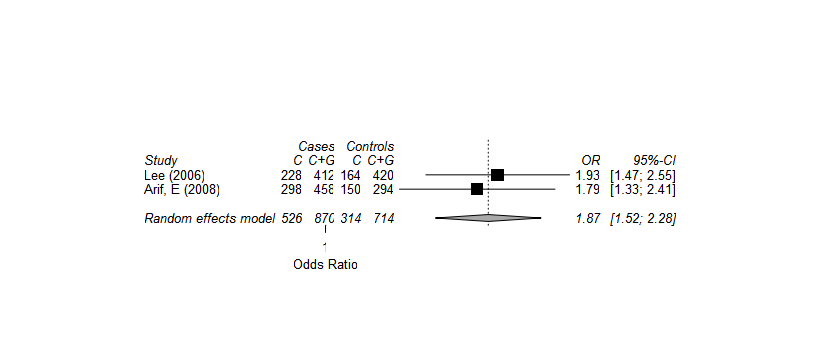 Cases Controls
Study C C+G C C+G OR 95%-CI
Lee (2006) 228 412 164 420 1.93 [1.47; 2.55]
Arif, E (2008) 298 458 150 294 1.79 [1.33; 2.41]
Random effects model 526 870 314 714 1.87 [1.52; 2.28]
Odds Ratio